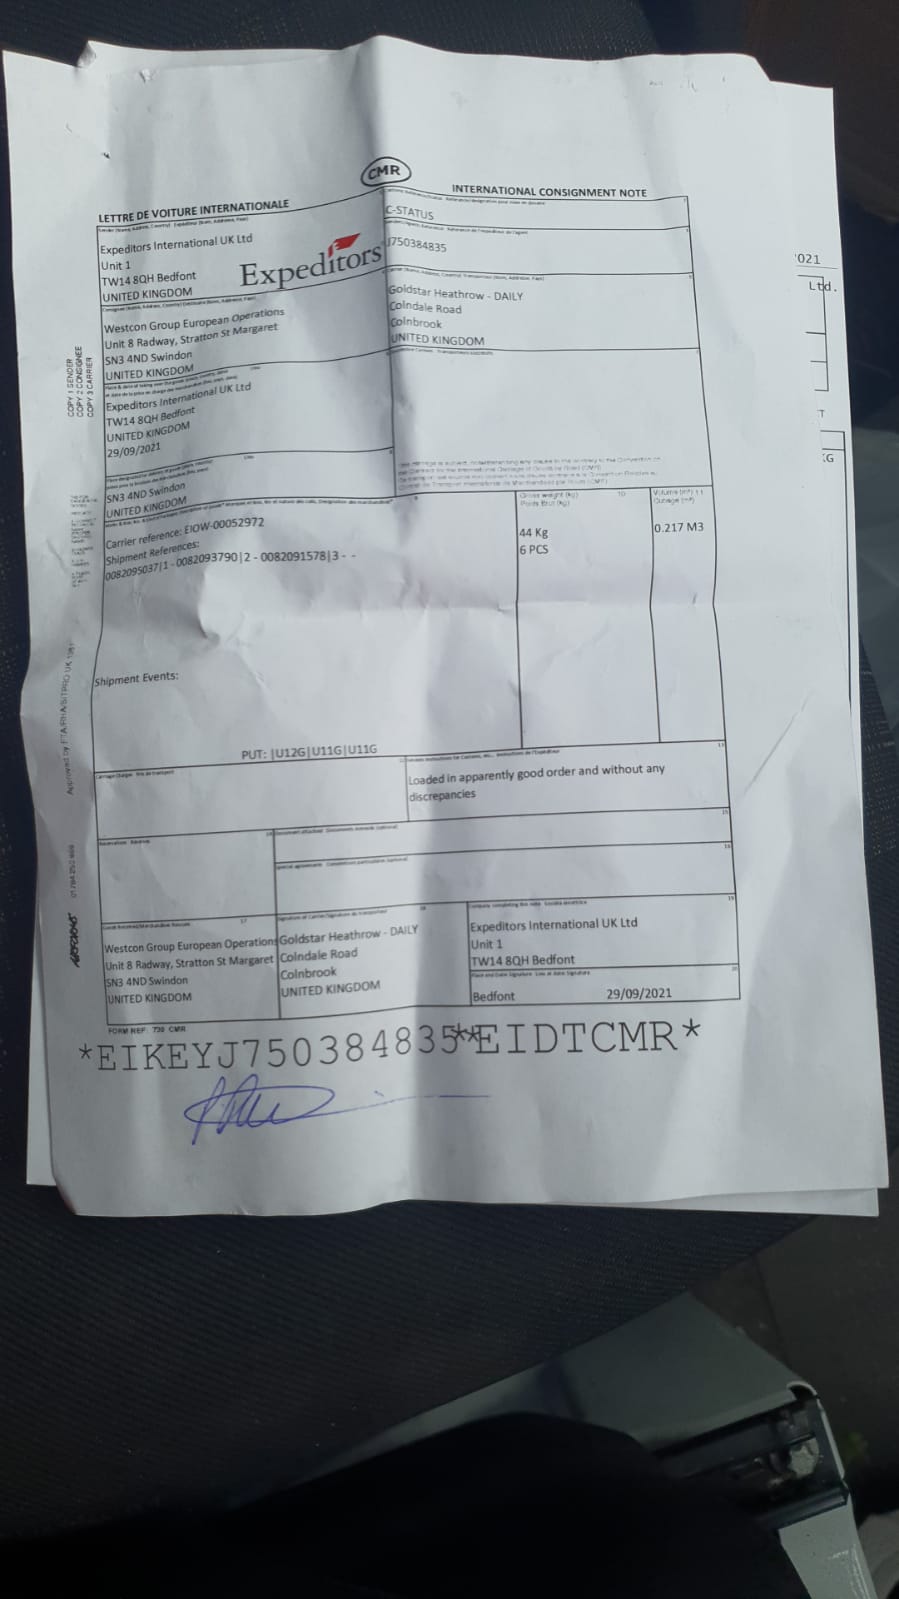 CMR
LETTRE DE VOITURE INTERNATIONALE
INTERNATIONAL CONSIGNMENT NOTE
Expeditors International UK Ltd
Unit 1
TW14 8QH Bedfont
UNITED KINGDOM
Expeditors
C-STATUS
J750384835
Westcon Group European Operations
Unit 8 Radway, Stratton St Margaret
SN3 4ND Swindon
UNITED KINGDOM
Goldstar Heathrow - DAILY
Colndale Road
Colnbrook
UNITED KINGDOM
COPY 1 SENDER
COPY 2 CONSIGNEE
COPY 3 CARRIER
Expeditors International UK Ltd
TW14 8QH Bedfont
UNITED KINGDOM
29/09/2021
SN3 4ND Swindon
UNITED KINGDOM
Gross weight (kg) 10
Poids Brut (kg)
Carrier reference: EIOW-00052972
Shipment References:
0082095037|1 - 0082093790|2 - 0082091578|3 - -
44 Kg
6 PCS
0.217 M3
Shipment Events:
PUT: |U12G|U11G|U11G
Loaded in apparently good order and without any
discrepancies
Westcon Group European Operation
Unit 8 Radway, Stratton St Margaret
SN3 4ND Swindon
UNITED KINGDOM
Goldstar Heathrow - DAILY
Colndale Road
Colnbrook
UNITED KINGDOM
Expeditors International UK Ltd
Unit 1
TW14 8QH Bedfont
Bedfont 29/09/2021
FORM REF: 730 CMR
*EIKEYJ750384835**EIDTCMR*
021
Ltd.